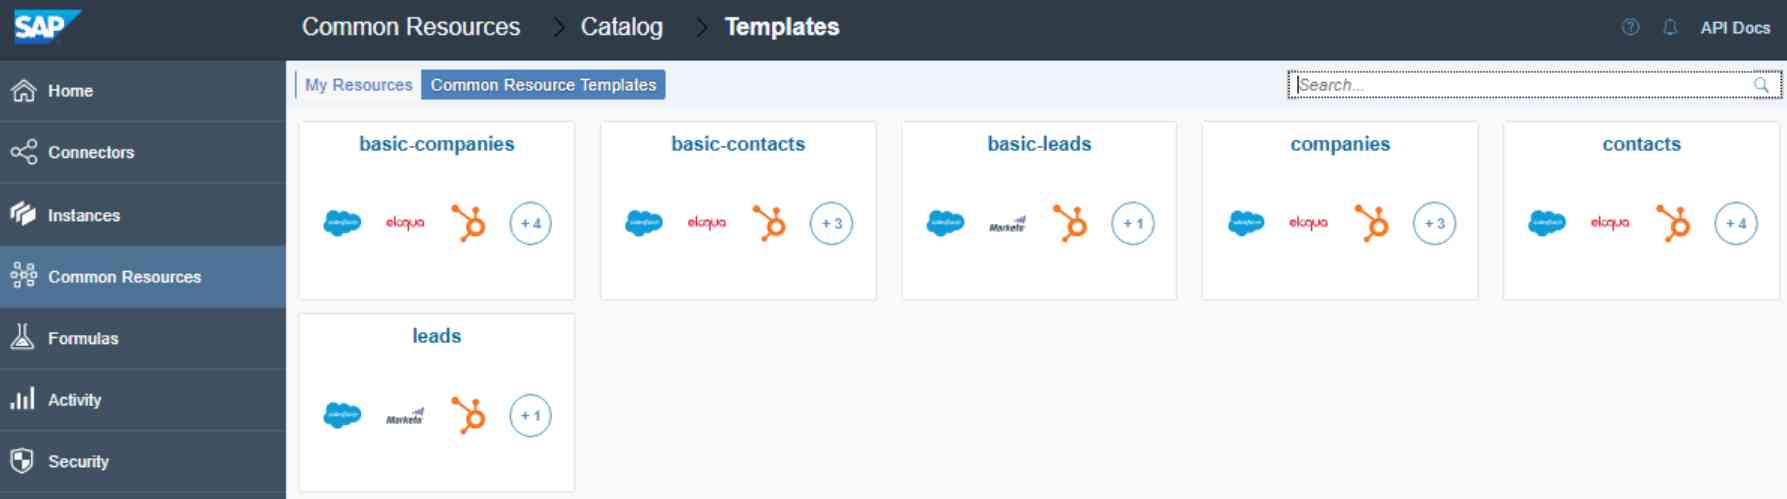 SAP
Common Resources > Catalog > Templates
API Docs
Home
Connectors
Instances
Common Resources
Formulas
Activity
Security
My Resources
Common Resource Templates
Search...
basic-companies
salesforce
eloqua
+ 4
basic-contacts
salesforce
eloqua
+ 3
basic-leads
salesforce
Marketo
+ 1
companies
salesforce
eloqua
+ 3
contacts
salesforce
eloqua
+ 4
leads
salesforce
Marketo
+ 1